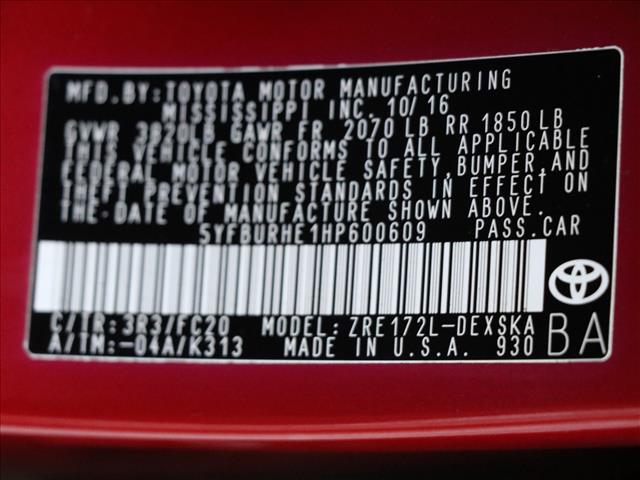 MFD. BY: TOYOTA MOTOR MANUFACTURING
MISSISSIPPI INC. 10/16
GVWR 3820LB GAWR FR 2070 LB RR 1850 LB
THIS VEHICLE CONFORMS TO ALL APPLICABLE
FEDERAL MOTOR VEHICLE SAFETY, BUMPER, AND
THEFT PREVENTION STANDARDS IN EFFECT ON
THE DATE OF MANUFACTURE SHOWN ABOVE.
5YFBURHE1HP600609 PASS.CAR
C/TR:3R3/FC20 MODEL: ZRE172L-DEXSKA
A/TM:-04A/K313 MADE IN U.S.A. 930
BA